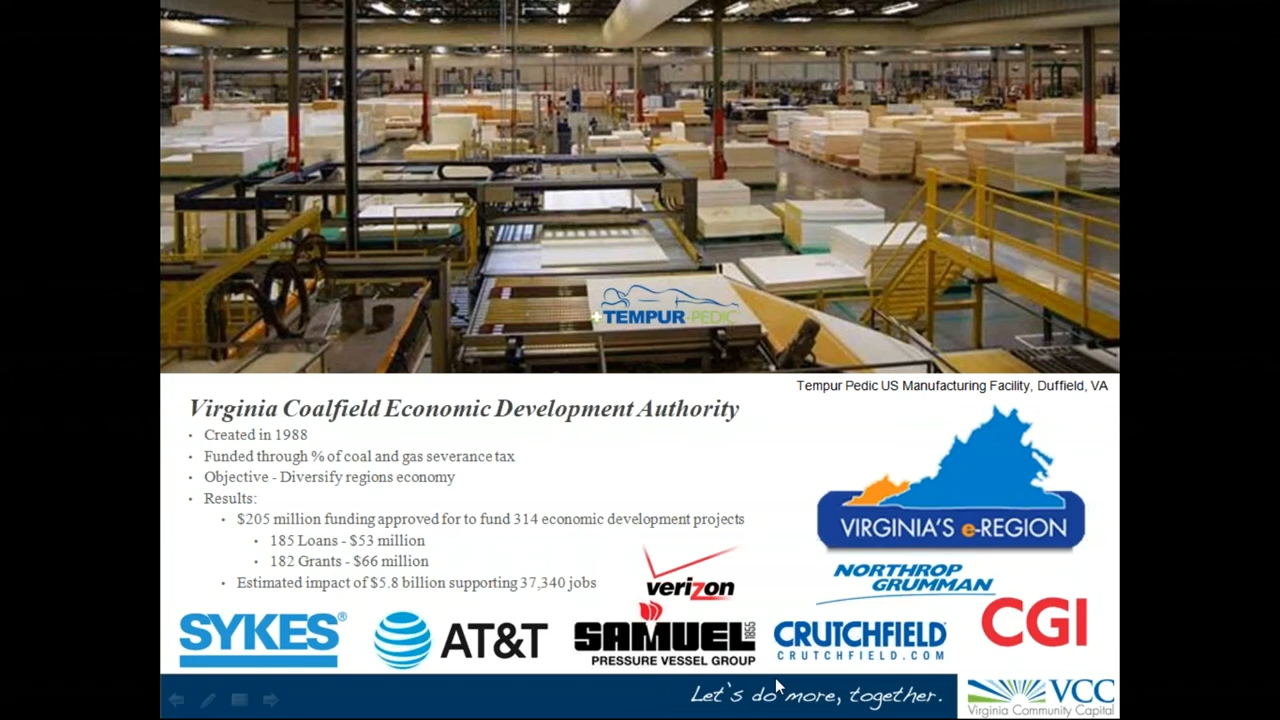 TEMPUR-PEDIC
Tempur Pedic US Manufacturing Facility, Duffield, VA
Virginia Coalfield Economic Development Authority
• Created in 1988
• Funded through % of coal and gas severance tax
• Objective - Diversify regions economy
• Results:
• $205 million funding approved for to fund 314 economic development projects
• 185 Loans - $53 million
• 182 Grants - $66 million
• Estimated impact of $5.8 billion supporting 37,340 jobs
VIRGINIA'S e-REGION
verizon
NORTHROP
GRUMMAN
SYKES®
AT&T
SAMUEL 1855
PRESSURE VESSEL GROUP
CRUTCHFIELD
CRUTCHFIELD.COM
CGI
Let's do more, together.
VCC
Virginia Community Capital